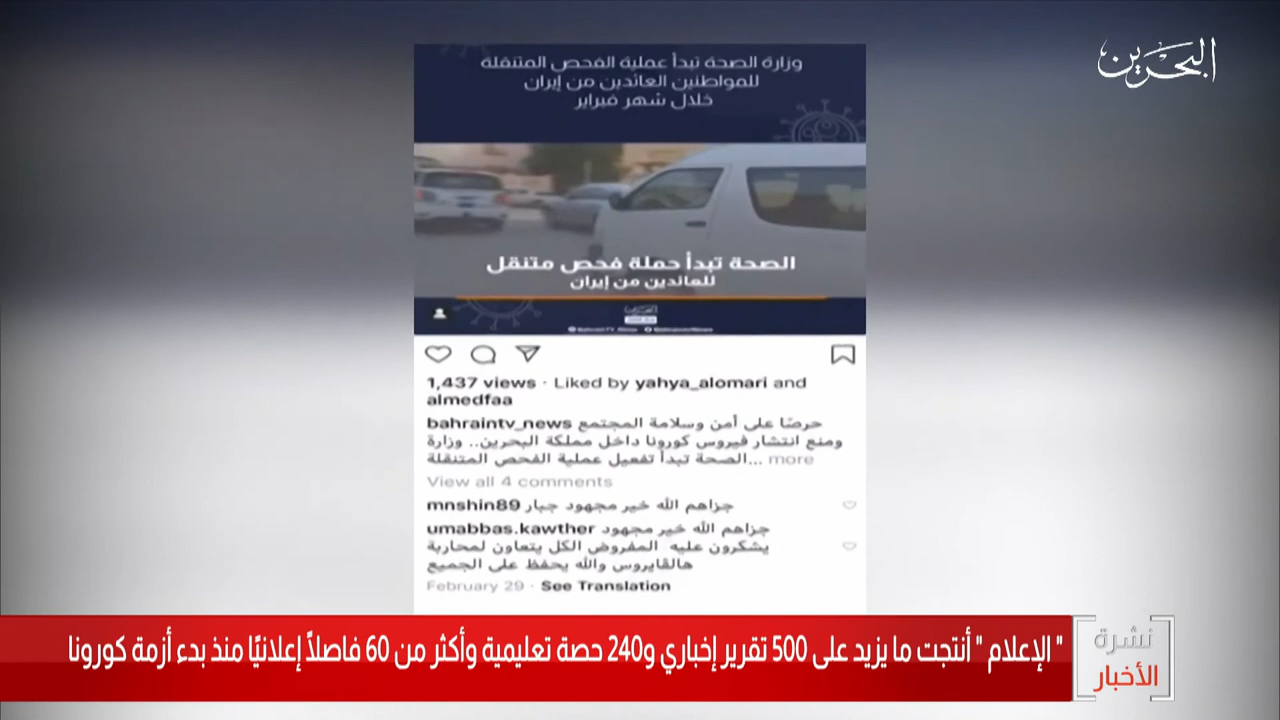 البحرين
وزارة الصحة تبدأ عملية الفحص المتنقلة
للمواطنين العائدين من إيران
خلال شهر فبراير
الصحة تبدأ حملة فحص متنقل
للعائدين من إيران
1,437 views · Liked by yahya_alomari and
almedfaa
bahraintv_news حرصًا على أمن وسلامة المجتمع
ومنع انتشار فيروس كورونا داخل مملكة البحرين.. وزارة
الصحة تبدأ تفعيل عملية الفحص المتنقلة... more
View all 4 comments
mnshin89 جزاهم الله خير مجهود جبار
umabbas.kawther جزاهم الله خير مجهود
يشكرون عليه المفروض الكل يتعاون لمحاربة
هالفايروس والله يحفظ على الجميع
February 29 · See Translation
" الإعلام " أنتجت ما يزيد على 500 تقرير إخباري و240 حصة تعليمية وأكثر من 60 فاصلاً إعلانيًا منذ بدء أزمة كورونا
نشرة
الأخبار